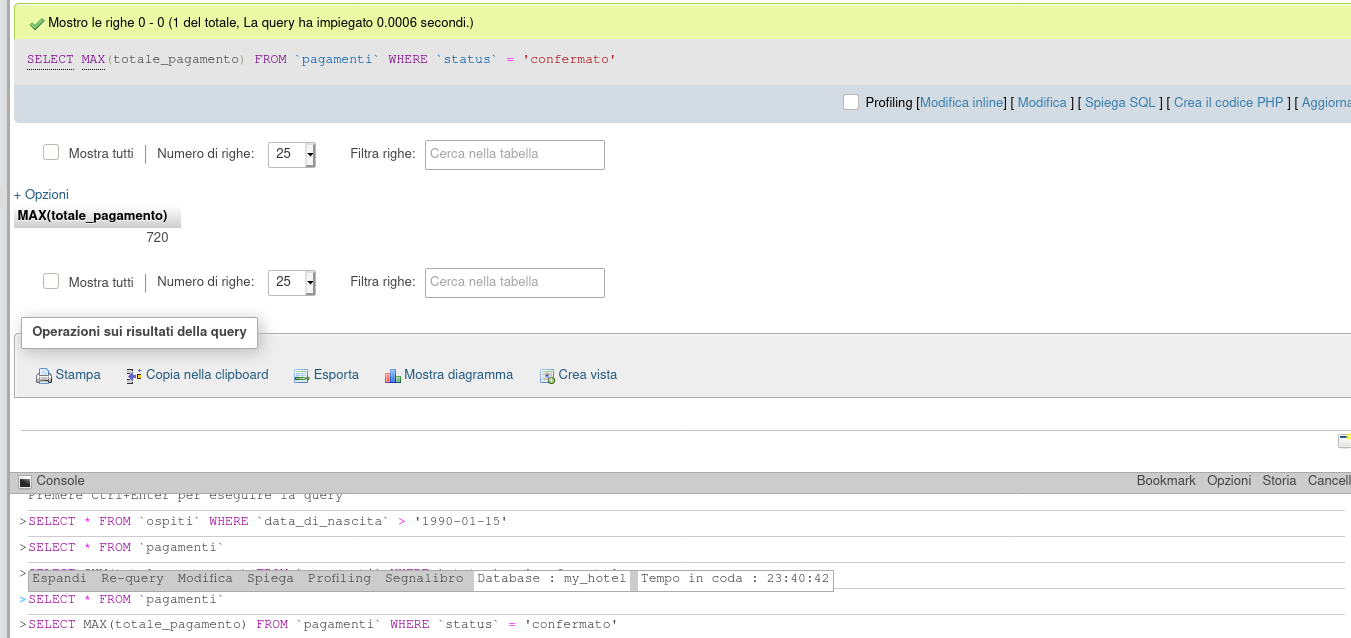 Mostro le righe 0 - 0 (1 del totale, La query ha impiegato 0.0006 secondi.)
SELECT MAX(totale_pagamento) FROM `pagamenti` WHERE `status` = 'confermato'
Profiling [Modifica inline] [ Modifica ] [ Spiega SQL ] [ Crea il codice PHP ] [ Aggiorna
Mostra tutti Numero di righe: 25 Filtra righe: Cerca nella tabella
+ Opzioni
MAX(totale_pagamento)
720
Mostra tutti Numero di righe: 25 Filtra righe: Cerca nella tabella
Operazioni sui risultati della query
Stampa Copia nella clipboard Esporta Mostra diagramma Crea vista
Console Bookmark Opzioni Storia Cancell
Premere Ctrl+Enter per eseguire la query
>SELECT * FROM `ospiti` WHERE `data_di_nascita` > '1990-01-15'
>SELECT * FROM `pagamenti`
>
Espandi Re-query Modifica Spiega Profiling Segnalibro Database : my_hotel Tempo in coda : 23:40:42
>SELECT * FROM `pagamenti`
>SELECT MAX(totale_pagamento) FROM `pagamenti` WHERE `status` = 'confermato'